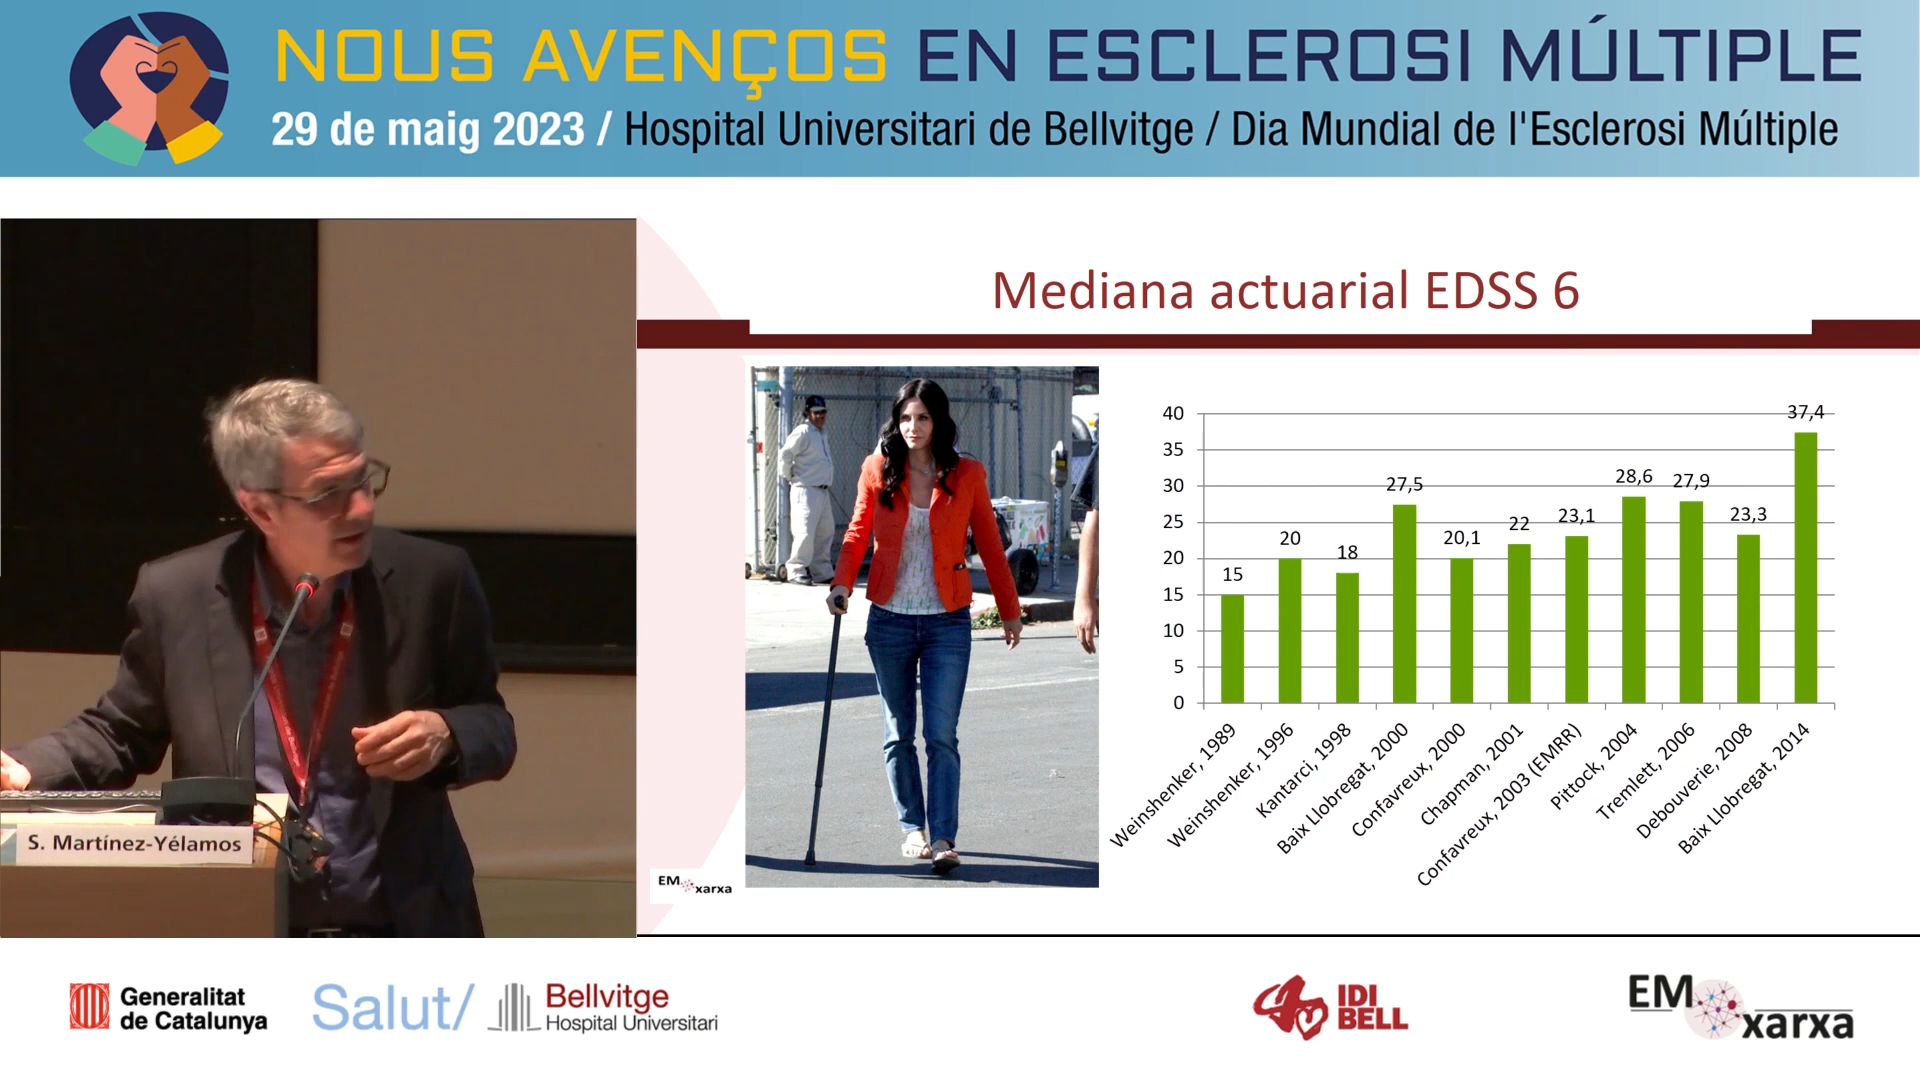 NOUS AVENÇOS EN ESCLEROSI MÚLTIPLE
29 de maig 2023 / Hospital Universitari de Bellvitge / Dia Mundial de l'Esclerosi Múltiple
S. Martínez-Yélamos
Mediana actuarial EDSS 6
40
35
30
25
20
15
10
5
0
15
20
18
27,5
20,1
22
23,1
28,6
27,9
23,3
37,4
Weinshenker, 1989
Weinshenker, 1996
Kantarci, 1998
Baix Llobregat, 2000
Confavreux, 2000
Chapman, 2001
Confavreux, 2003 (EMRR)
Pittock, 2004
Tremlett, 2006
Debouverie, 2008
Baix Llobregat, 2014
EM
xarxa
Generalitat
de Catalunya
Salut/
Bellvitge
Hospital Universitari
IDI
BELL
EM
xarxa